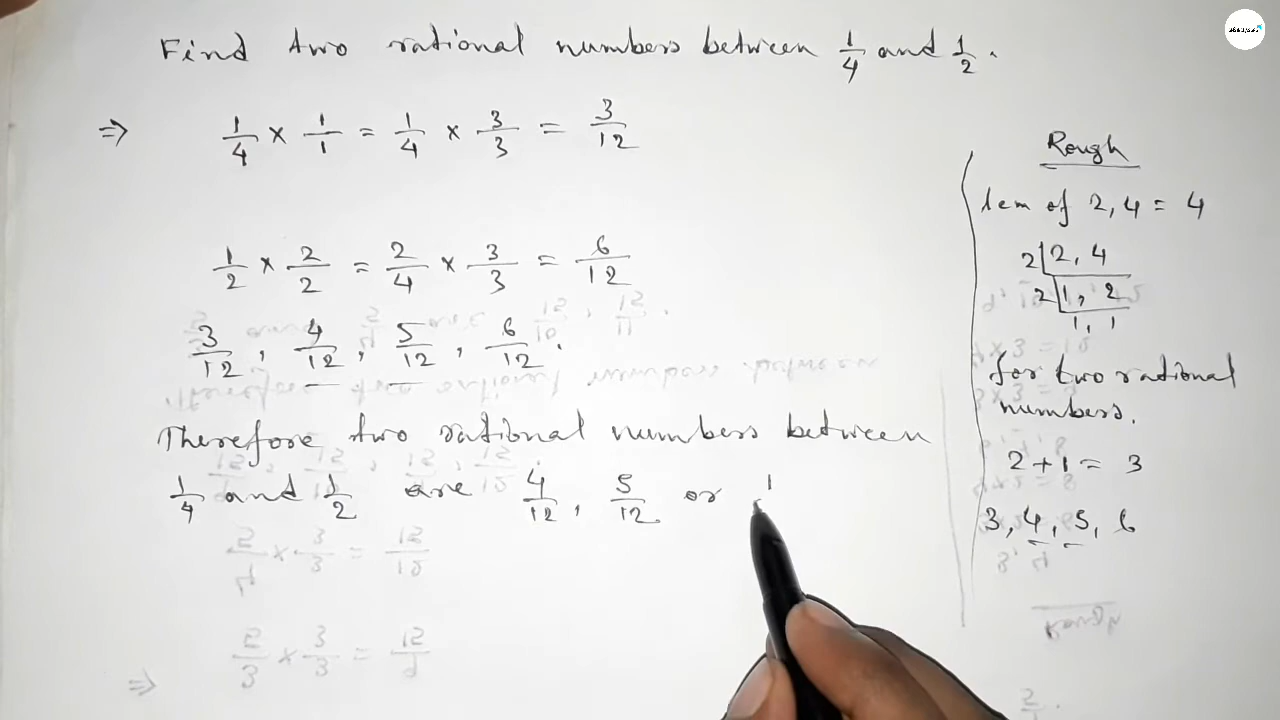 Find two rational numbers between 1/4 and 1/2.
⇒ 1/4 × 1/1 = 1/4 × 3/3 = 3/12
1/2 × 2/2 = 2/4 × 3/3 = 6/12
3/12, 4/12, 5/12, 6/12.
Therefore two rational numbers between
1/4 and 1/2 are 4/12, 5/12 or 1
Rough
lcm of 2, 4 = 4
2 | 2, 4
2 | 1, 2
1, 1
for two rational
numbers.
2 + 1 = 3
3, 4, 5, 6